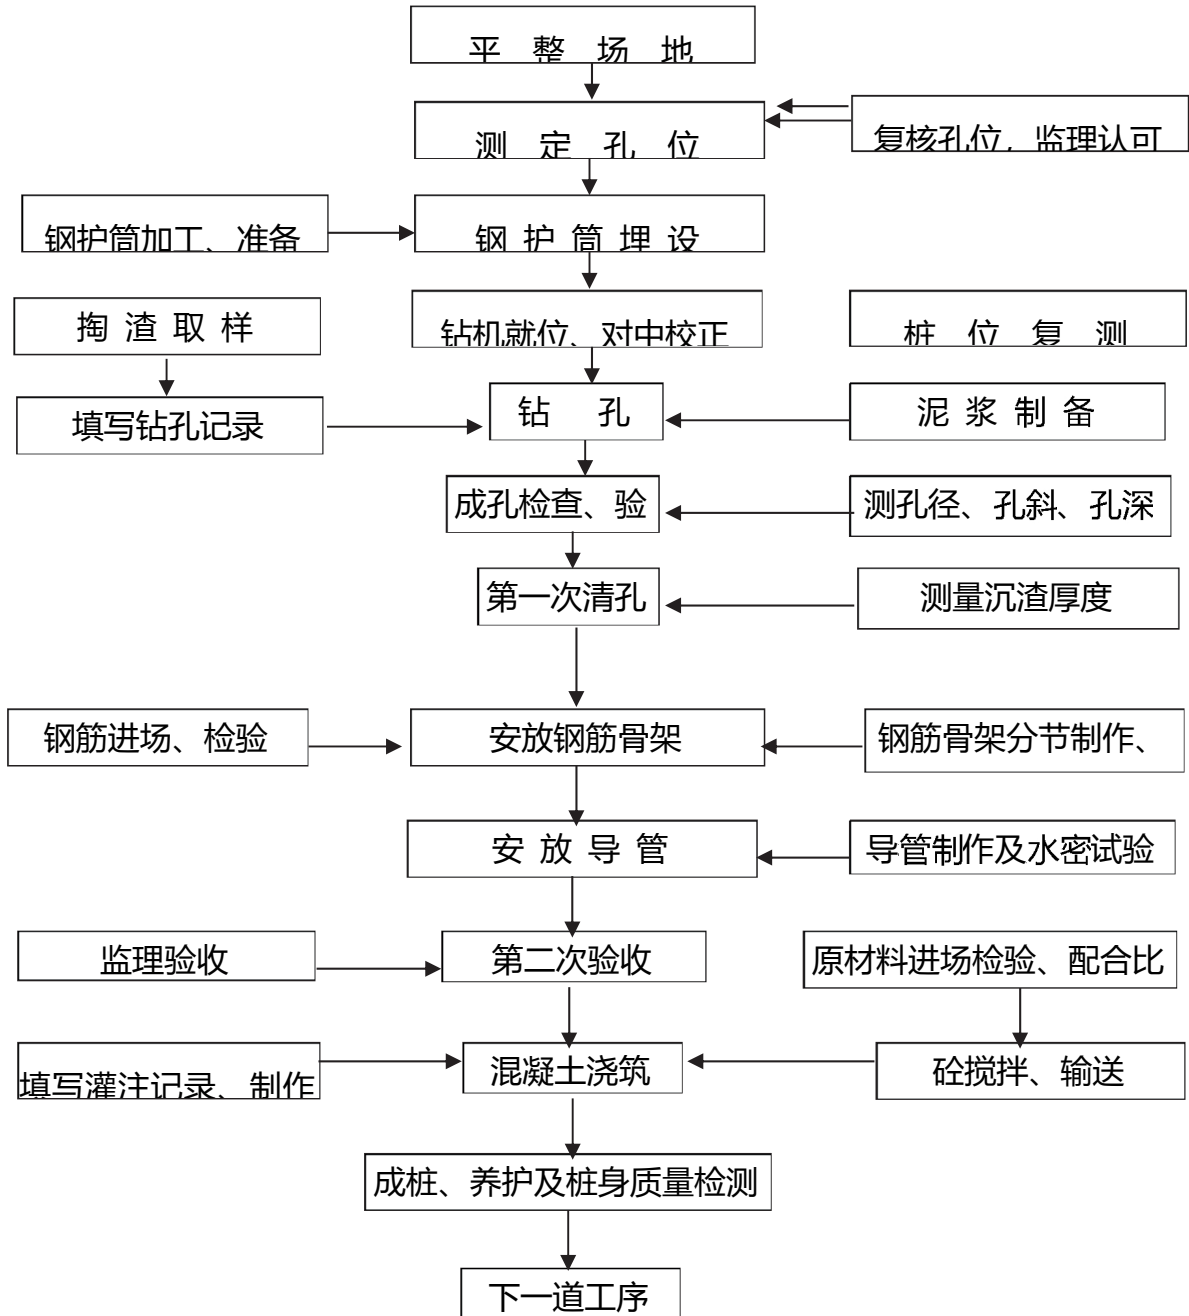 平 整 场 地
测 定 孔 位
复核孔位，监理认可
钢护筒加工、准备
钢 护 筒 埋 设
掏 渣 取 样
钻机就位、对中校正
桩 位 复 测
填写钻孔记录
钻 孔
泥 浆 制 备
成孔检查、验
测孔径、孔斜、孔深
第一次清孔
测量沉渣厚度
钢筋进场、检验
安放钢筋骨架
钢筋骨架分节制作、
安 放 导 管
导管制作及水密试验
监理验收
第二次验收
原材料进场检验、配合比
填写灌注记录、制作
混凝土浇筑
砼搅拌、输送
成桩、养护及桩身质量检测
下一道工序